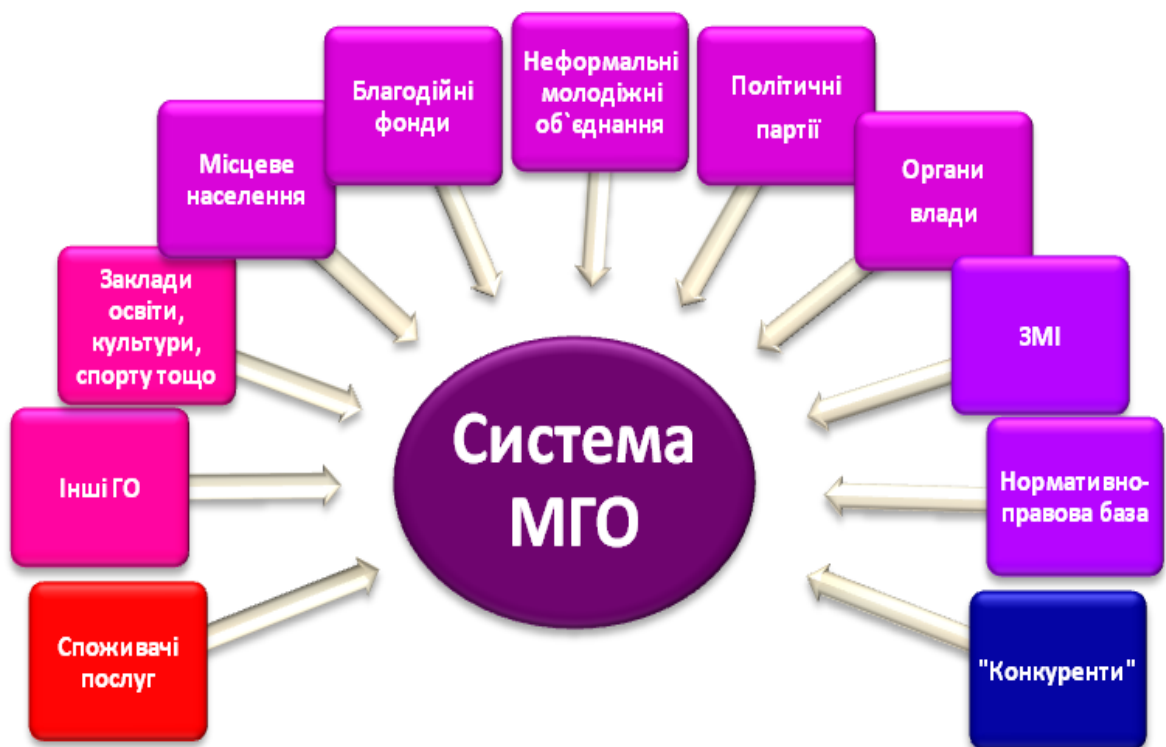 Споживачі
послуг
Інші ГО
Заклади
освіти,
культури,
спорту тощо
Місцеве
населення
Благодійні
фонди
Неформальні
молодіжні
об`єднання
Політичні
партії
Органи
влади
ЗМІ
Нормативно-
правова база
"Конкуренти"
Система
МГО